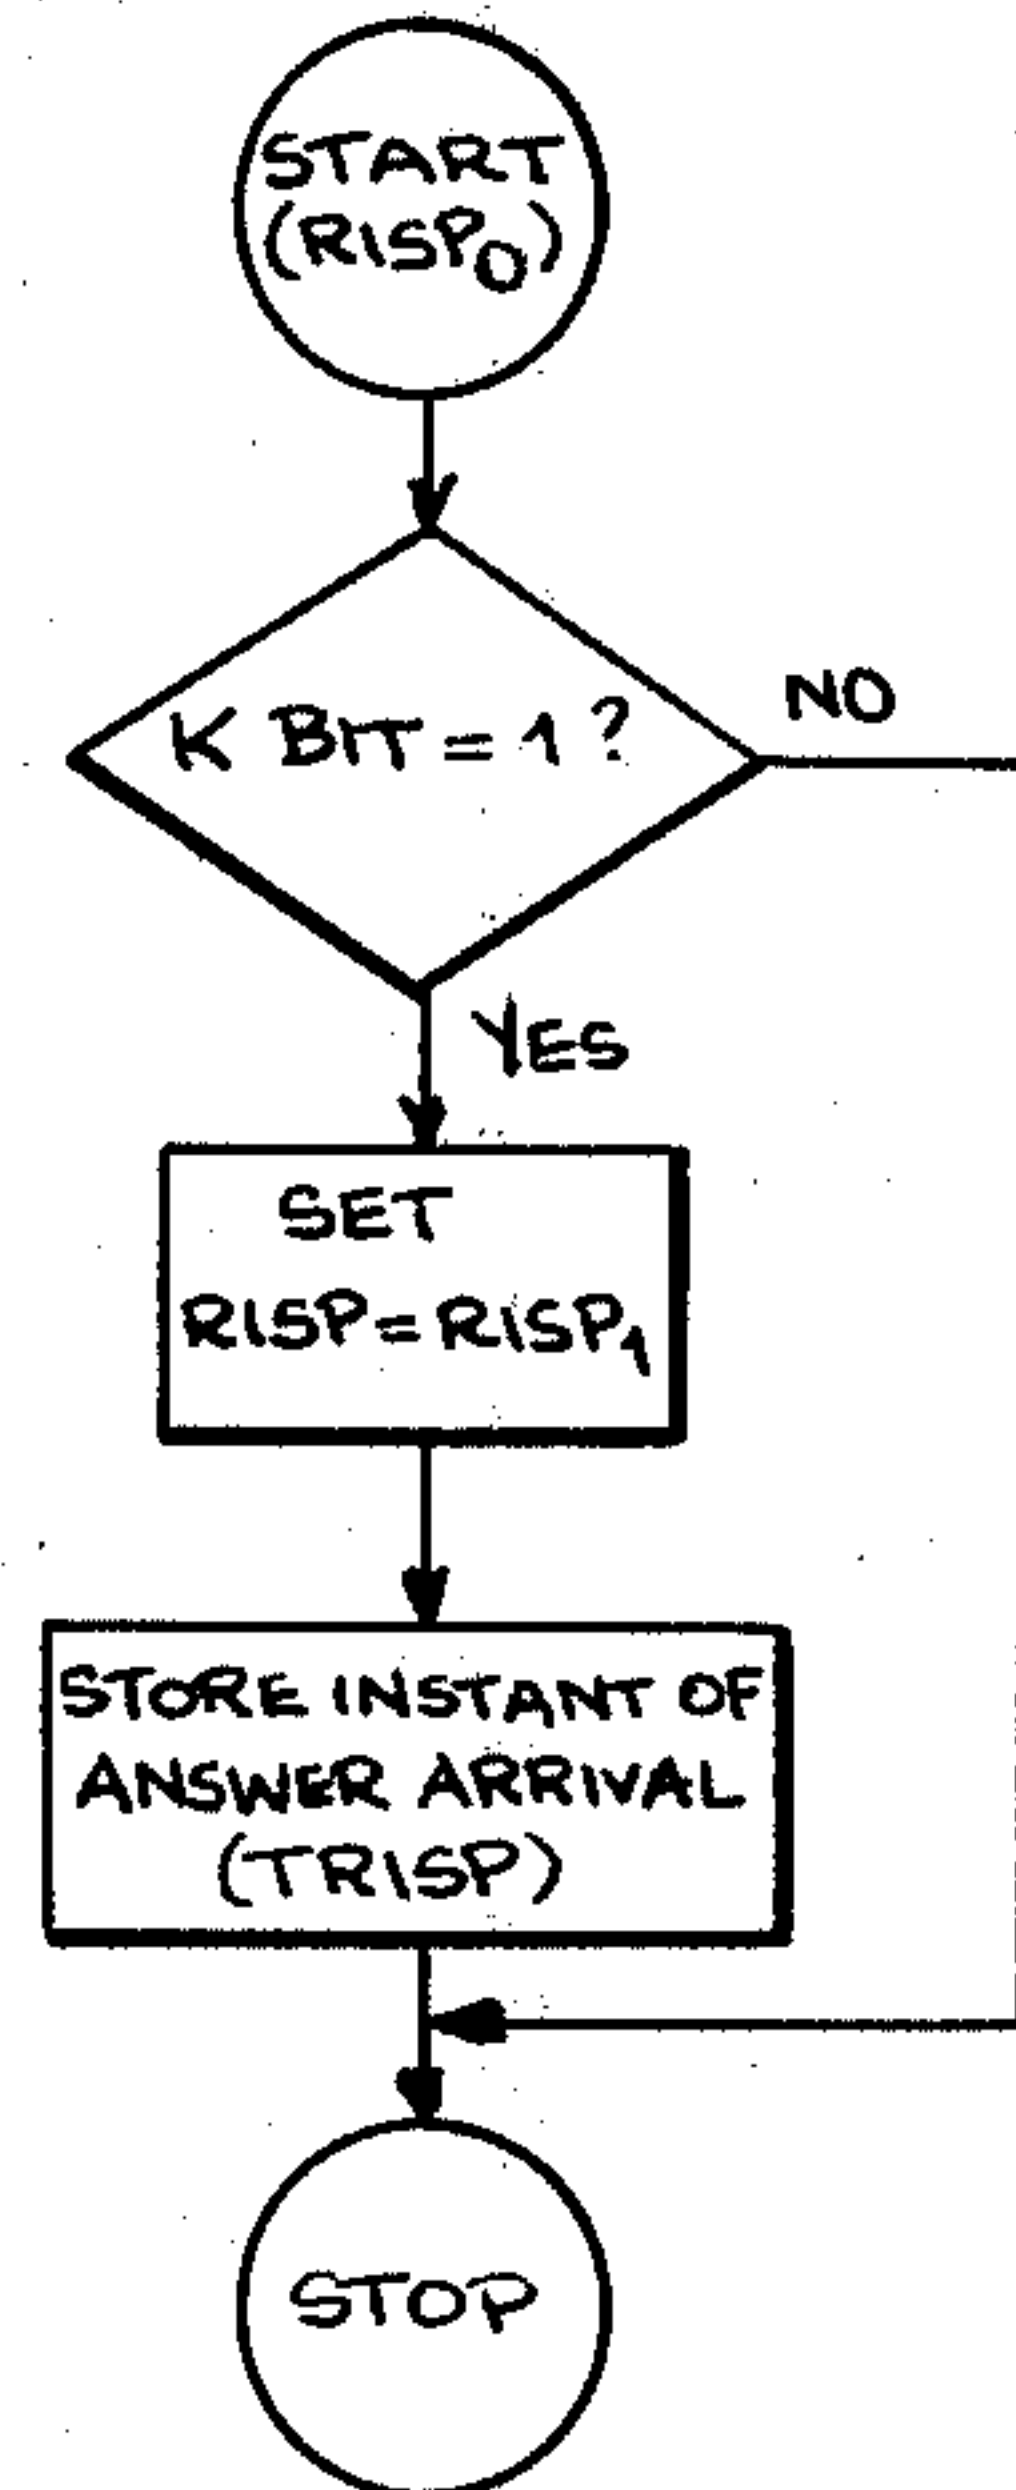 START
(RISP₀)
K BIT = 1 ?
NO
YES
SET
RISP = RISP₁
STORE INSTANT OF
ANSWER ARRIVAL
(TRISP)
STOP